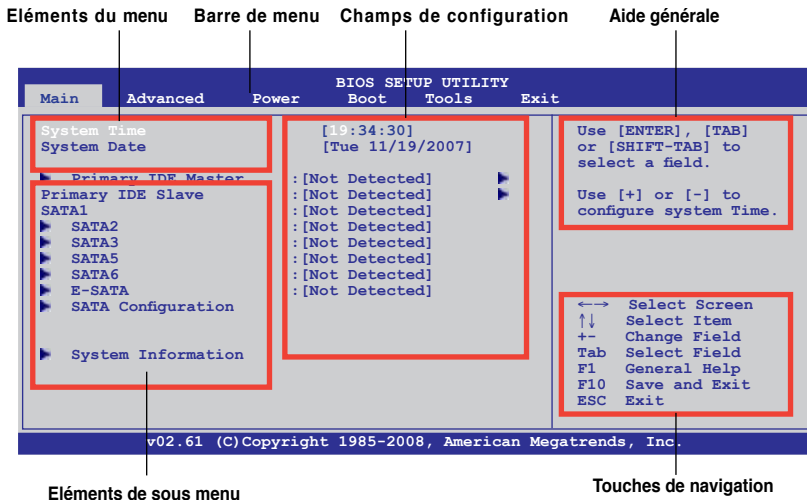 Eléments du menu Barre de menu Champs de configuration Aide générale
BIOS SETUP UTILITY
Main Advanced Power Boot Tools Exit
System Time [19:34:30]
System Date [Tue 11/19/2007]
Primary IDE Master :[Not Detected]
Primary IDE Slave :[Not Detected]
SATA1 :[Not Detected]
SATA2 :[Not Detected]
SATA3 :[Not Detected]
SATA5 :[Not Detected]
SATA6 :[Not Detected]
E-SATA :[Not Detected]
SATA Configuration
System Information
Use [ENTER], [TAB]
or [SHIFT-TAB] to
select a field.
Use [+] or [-] to
configure system Time.
←→ Select Screen
↑↓ Select Item
+- Change Field
Tab Select Field
F1 General Help
F10 Save and Exit
ESC Exit
v02.61 (C)Copyright 1985-2008, American Megatrends, Inc.
Eléments de sous menu
Touches de navigation